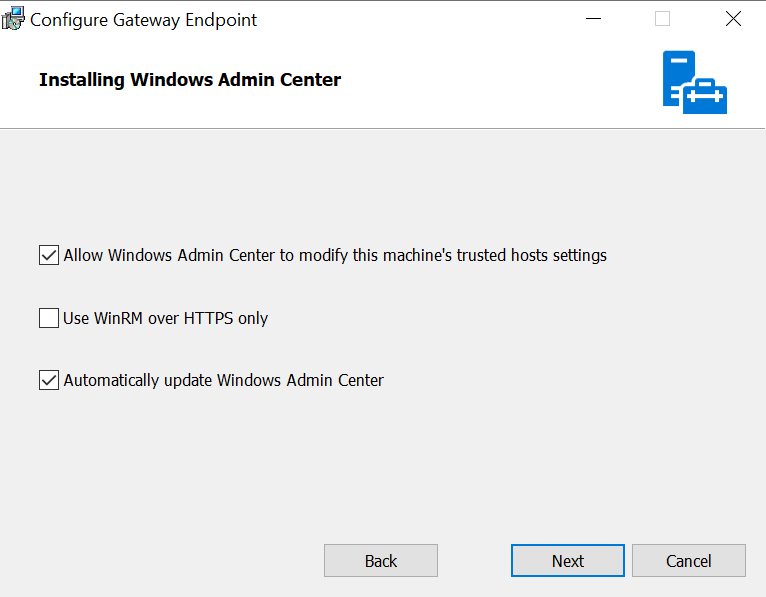 Configure Gateway Endpoint
Installing Windows Admin Center
Allow Windows Admin Center to modify this machine's trusted hosts settings
Use WinRM over HTTPS only
Automatically update Windows Admin Center
Back
Next
Cancel